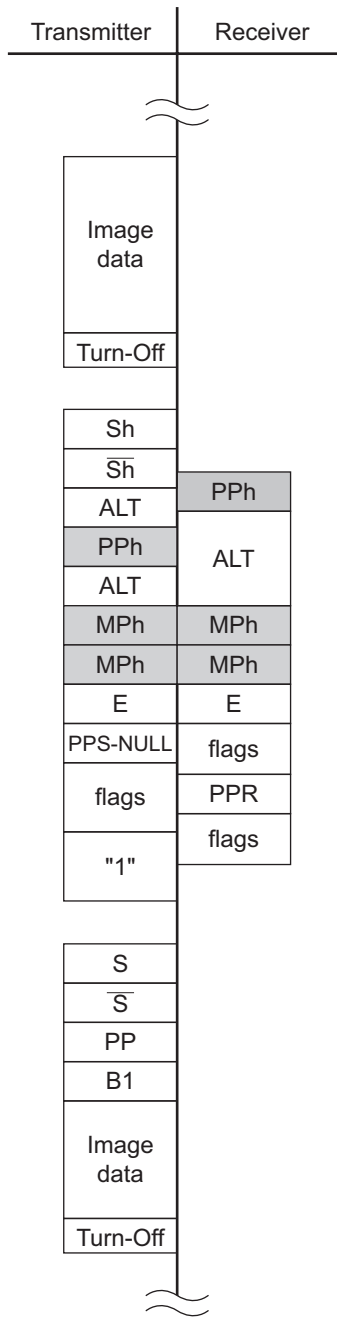 Transmitter Receiver
Image
data
Turn-Off
Sh
S̅h̅
PPh
ALT
PPh
ALT
ALT
MPh MPh
MPh MPh
E E
PPS-NULL flags
flags PPR
flags
"1"
S
S̅
PP
B1
Image
data
Turn-Off